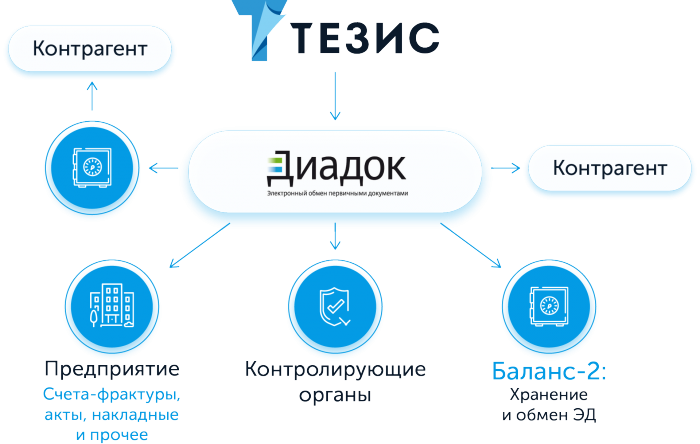 ТЕЗИС
Контрагент
Диадок
Электронный обмен первичными документами
Контрагент
Предприятие
Счета-фрактуры,
акты, накладные
и прочее
Контролирующие
органы
Баланс-2:
Хранение
и обмен ЭД